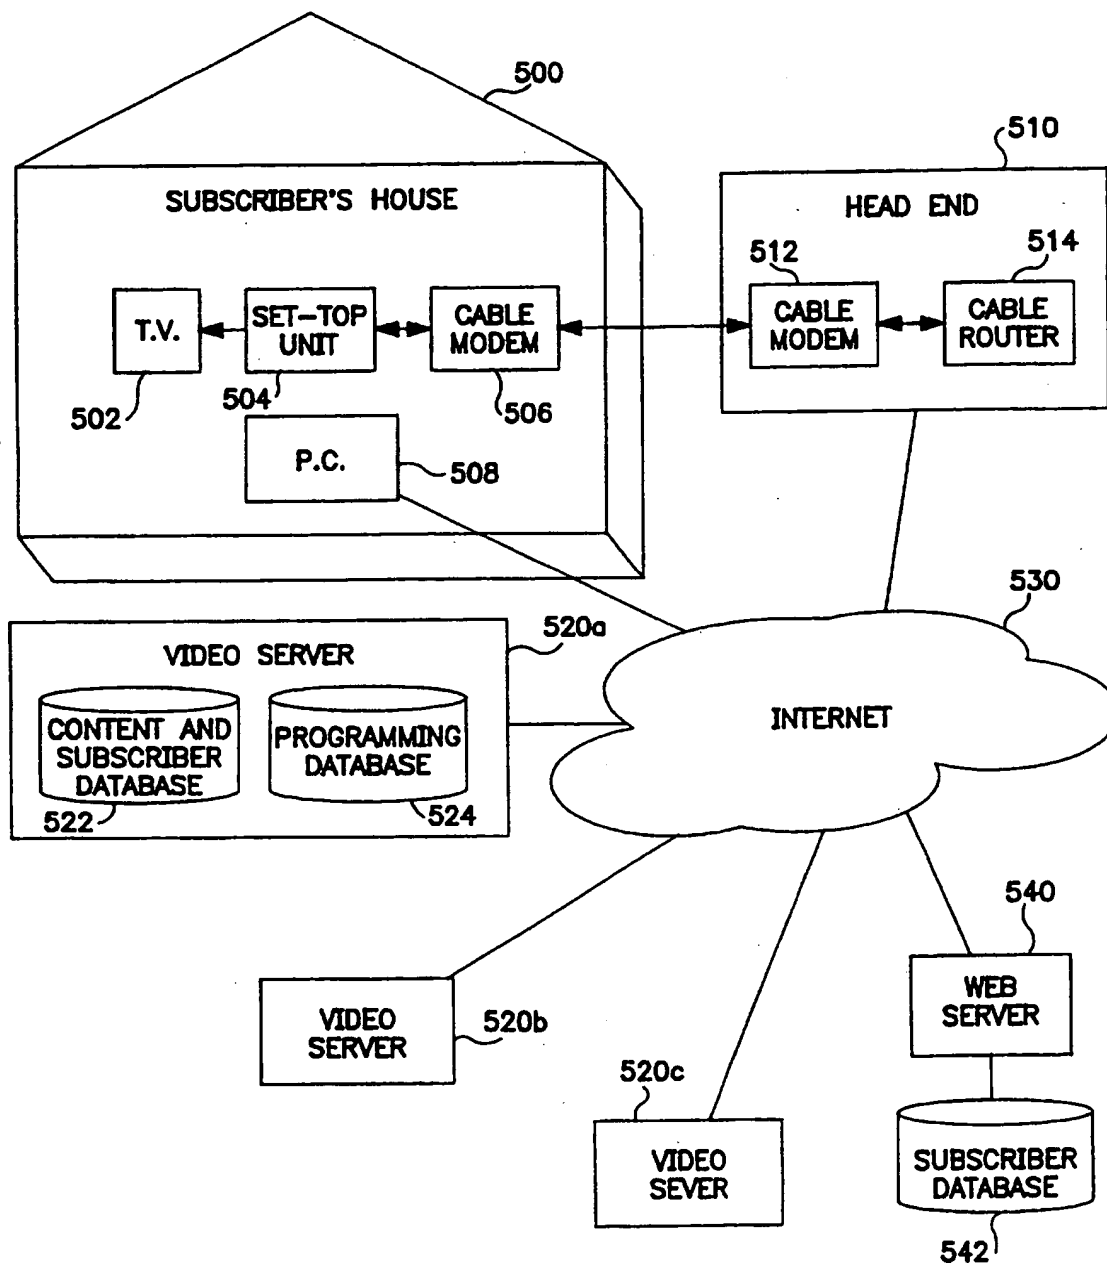 500
510
SUBSCRIBER'S HOUSE
HEAD END
512
514
T.V.
SET-TOP
UNIT
CABLE
MODEM
CABLE
MODEM
CABLE
ROUTER
502
504
506
P.C.
508
530
520a
VIDEO SERVER
CONTENT AND
SUBSCRIBER
DATABASE
PROGRAMMING
DATABASE
INTERNET
522
524
540
VIDEO
SERVER
520b
WEB
SERVER
520c
VIDEO
SEVER
SUBSCRIBER
DATABASE
542